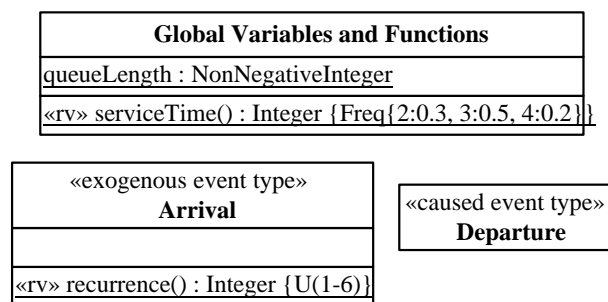 Global Variables and Functions
queueLength : NonNegativeInteger
«rv» serviceTime() : Integer {Freq{2:0.3, 3:0.5, 4:0.2}}
«exogenous event type»
Arrival
«rv» recurrence() : Integer {U(1-6)}
«caused event type»
Departure